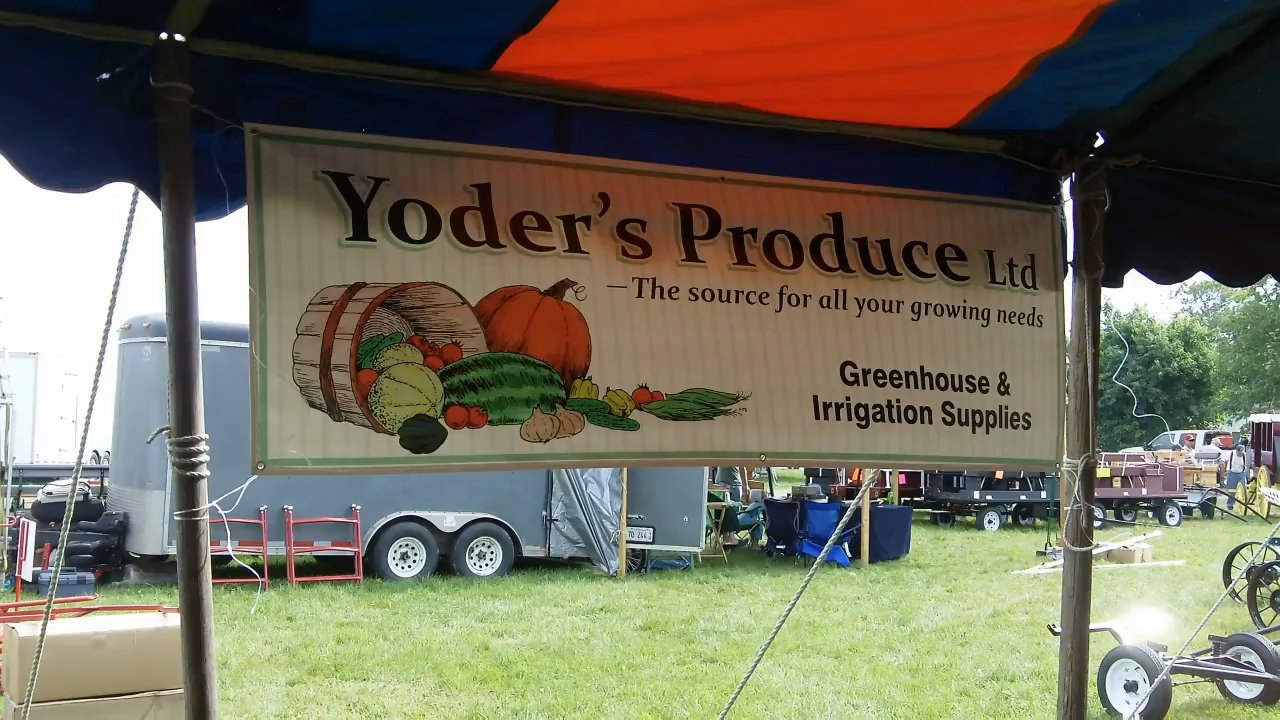 Yoder's Produce Ltd
—The source for all your growing needs
Greenhouse &
Irrigation Supplies